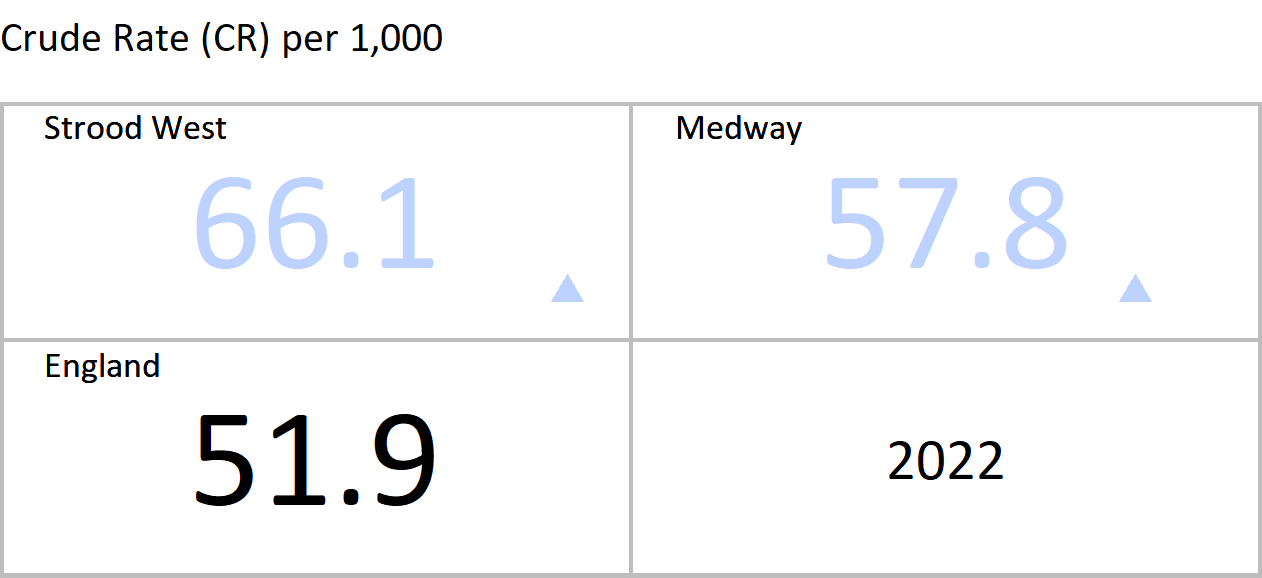 Crude Rate (CR) per 1,000
Strood West
66.1
Medway
57.8
England
51.9
2022